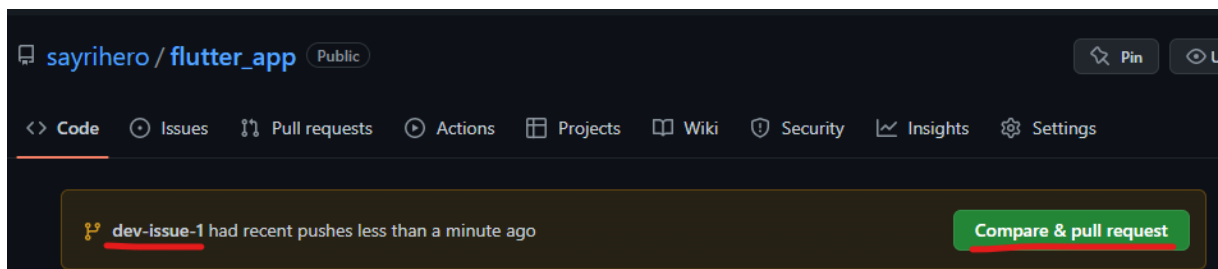 sayrihero / flutter_app Public Pin
Code Issues Pull requests Actions Projects Wiki Security Insights Settings
dev-issue-1 had recent pushes less than a minute ago Compare & pull request